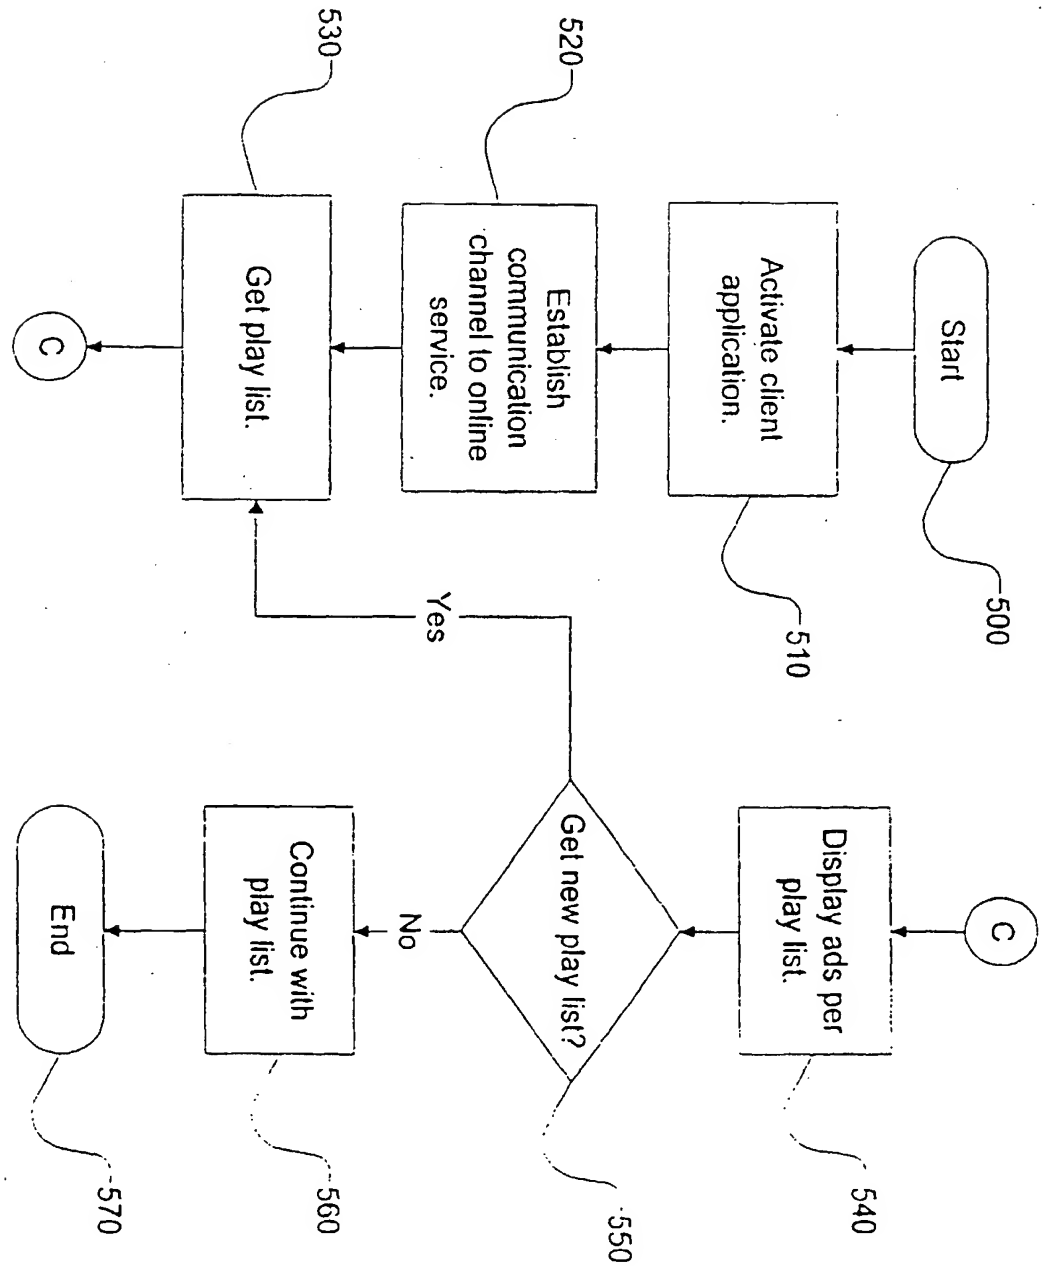 Start
500
Activate client
application.
510
Establish
communication
channel to online
service.
520
Get play list.
530
C
C
Display ads per
play list.
540
Get new play list?
550
Yes
No
Continue with
play list.
560
End
570